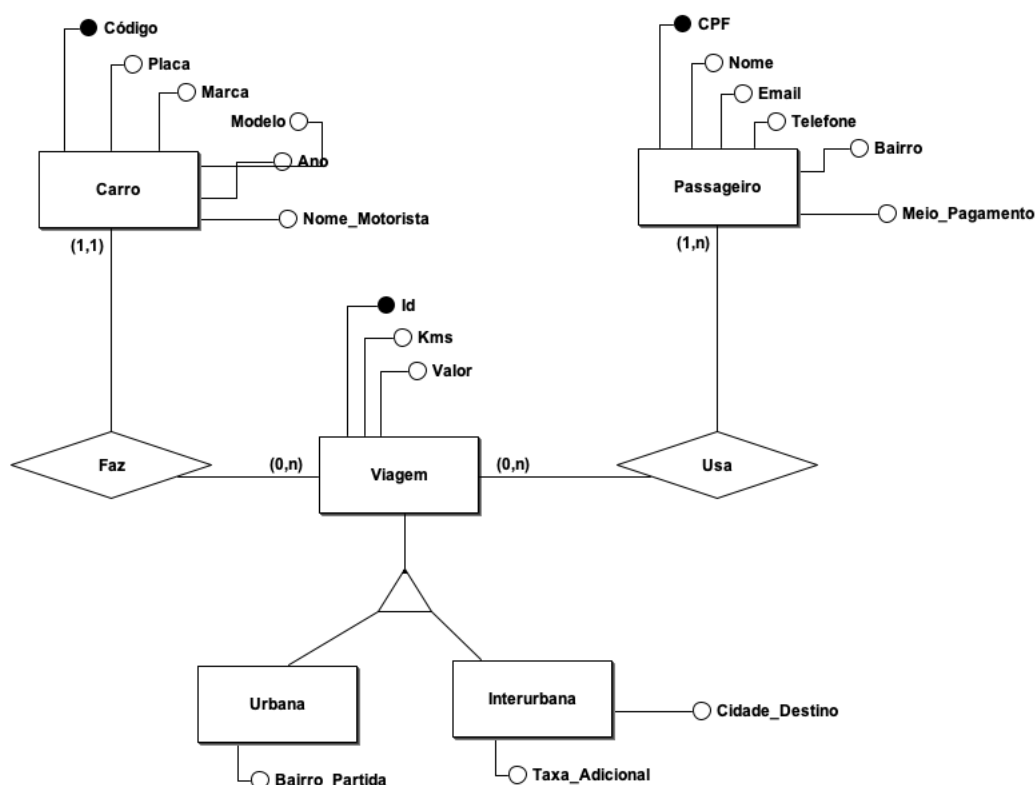 Código
Placa
Marca
Modelo
Ano
Carro
Nome_Motorista
(1,1)
CPF
Nome
Email
Telefone
Bairro
Passageiro
Meio_Pagamento
(1,n)
Id
Kms
Valor
Faz
(0,n)
Viagem
(0,n)
Usa
Urbana
Interurbana
Cidade_Destino
Bairro_Partida
Taxa_Adicional